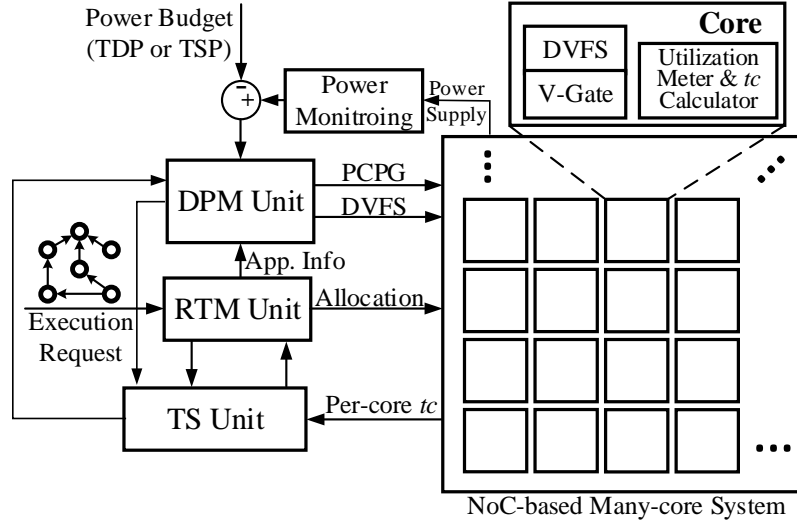 Power Budget
(TDP or TSP)
Core
DVFS
V-Gate
Utilization
Meter & tc
Calculator
-
+
Power
Monitroing
Power
Supply
DPM Unit
PCPG
DVFS
App. Info
RTM Unit
Allocation
Execution
Request
TS Unit
Per-core tc
NoC-based Many-core System